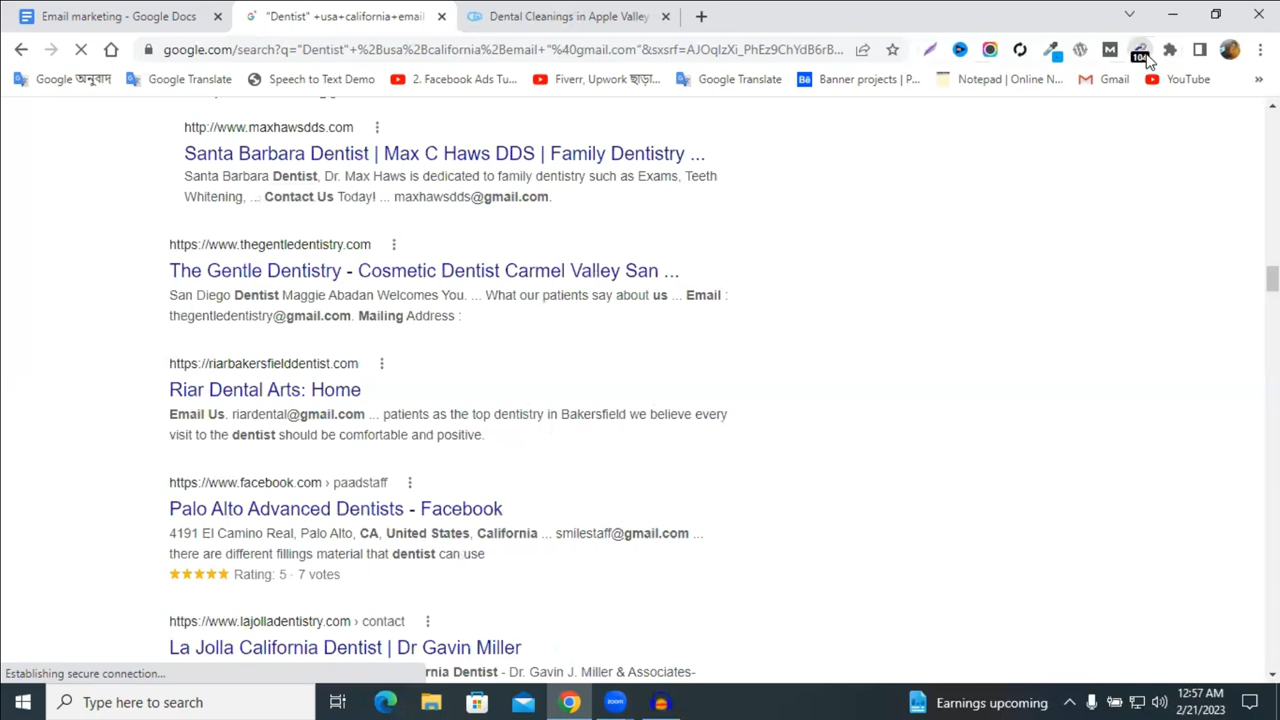 Email marketing - Google Docs
"Dentist" +usa+california+email
Dental Cleanings in Apple Valley
google.com/search?q="Dentist"+%2Busa%2Bcalifornia%2Bemail+"%40gmail.com"&sxsrf=AJOqlzXi_PhEz9ChYdB6rB...
Google অনুবাদ
Google Translate
Speech to Text Demo
2. Facebook Ads Tu...
Fiverr, Upwork ছাড়া...
Google Translate
Banner projects | P...
Notepad | Online N...
Gmail
YouTube
»
http://www.maxhawsdds.com
Santa Barbara Dentist | Max C Haws DDS | Family Dentistry ...
Santa Barbara Dentist, Dr. Max Haws is dedicated to family dentistry such as Exams, Teeth
Whitening, ... Contact Us Today! ... maxhawsdds@gmail.com.
https://www.thegentledentistry.com
The Gentle Dentistry - Cosmetic Dentist Carmel Valley San ...
San Diego Dentist Maggie Abadan Welcomes You. ... What our patients say about us ... Email :
thegentledentistry@gmail.com. Mailing Address :
https://riarbakersfielddentist.com
Riar Dental Arts: Home
Email Us. riardental@gmail.com ... patients as the top dentistry in Bakersfield we believe every
visit to the dentist should be comfortable and positive.
https://www.facebook.com › paadstaff
Palo Alto Advanced Dentists - Facebook
4191 El Camino Real, Palo Alto, CA, United States, California ... smilestaff@gmail.com ...
there are different fillings material that dentist can use
Rating: 5 · 7 votes
https://www.lajolladentistry.com › contact
La Jolla California Dentist | Dr Gavin Miller
rnia Dentist - Dr. Gavin J. Miller & Associates-
Establishing secure connection...
Type here to search
zoom
Earnings upcoming
12:57 AM
2/21/2023